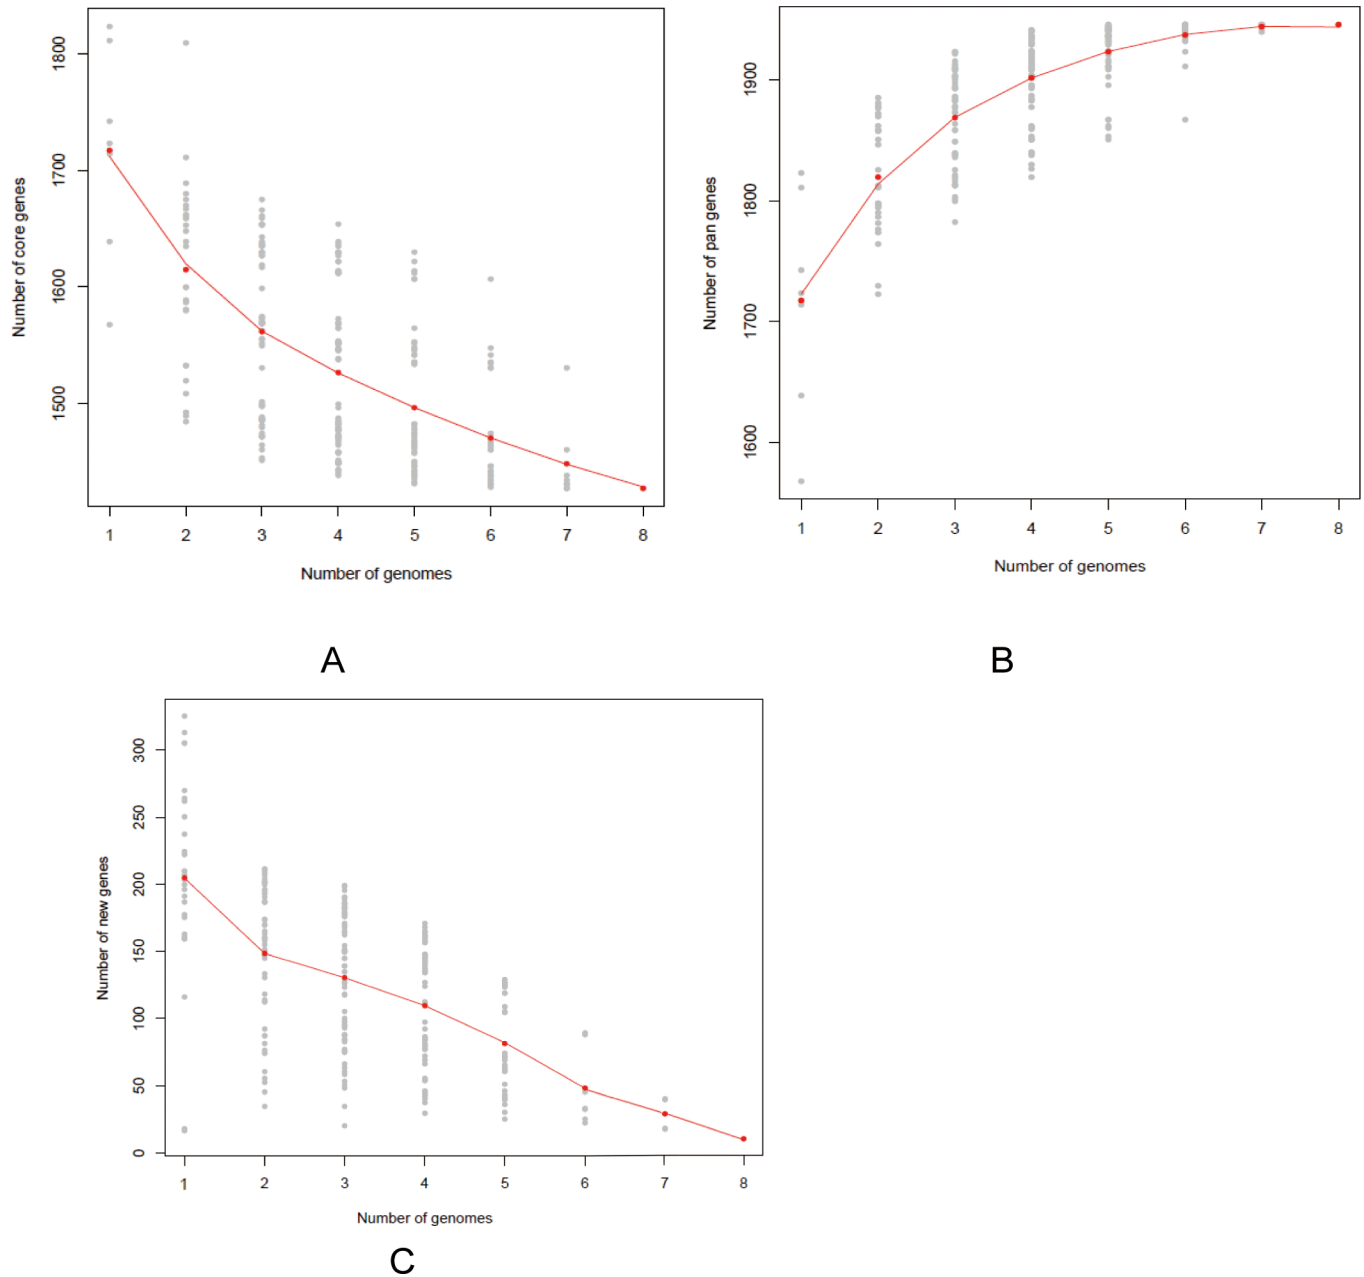 Number of core genes
1800
1700
1600
1500
1 2 3 4 5 6 7 8
Number of genomes
A
Number of pan genes
1900
1800
1700
1600
1 2 3 4 5 6 7 8
Number of genomes
B
Number of new genes
300
250
200
150
100
50
0
1 2 3 4 5 6 7 8
Number of genomes
C